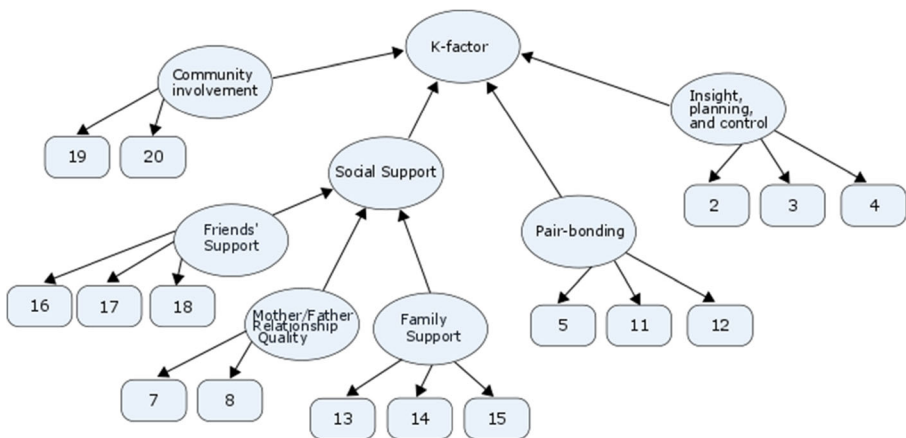 K-factor
Community
involvement
Insight,
planning,
and control
19
20
Social Support
2
3
4
Friends'
Support
Pair-bonding
16
17
18
Mother/Father
Relationship
Quality
Family
Support
5
11
12
7
8
13
14
15